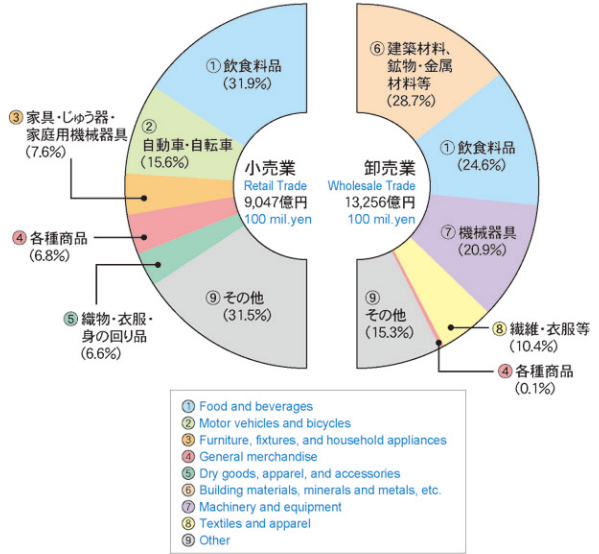 ① 飲食料品
(31.9%)
③ 家具・じゅう器・
家庭用機械器具
(7.6%)
②
自動車・自転車
(15.6%)
④ 各種商品
(6.8%)
⑤ 織物・衣服・
身の回り品
(6.6%)
⑨ その他
(31.5%)
小売業
Retail Trade
9,047億円
100 mil.yen
⑥ 建築材料、
鉱物・金属
材料等
(28.7%)
① 飲食料品
(24.6%)
卸売業
Wholesale Trade
13,256億円
100 mil.yen
⑦ 機械器具
(20.9%)
⑧ 繊維・衣服等
(10.4%)
④ 各種商品
(0.1%)
⑨
その他
(15.3%)
① Food and beverages
② Motor vehicles and bicycles
③ Furniture, fixtures, and household appliances
④ General merchandise
⑤ Dry goods, apparel, and accessories
⑥ Building materials, minerals and metals, etc.
⑦ Machinery and equipment
⑧ Textiles and apparel
⑨ Other